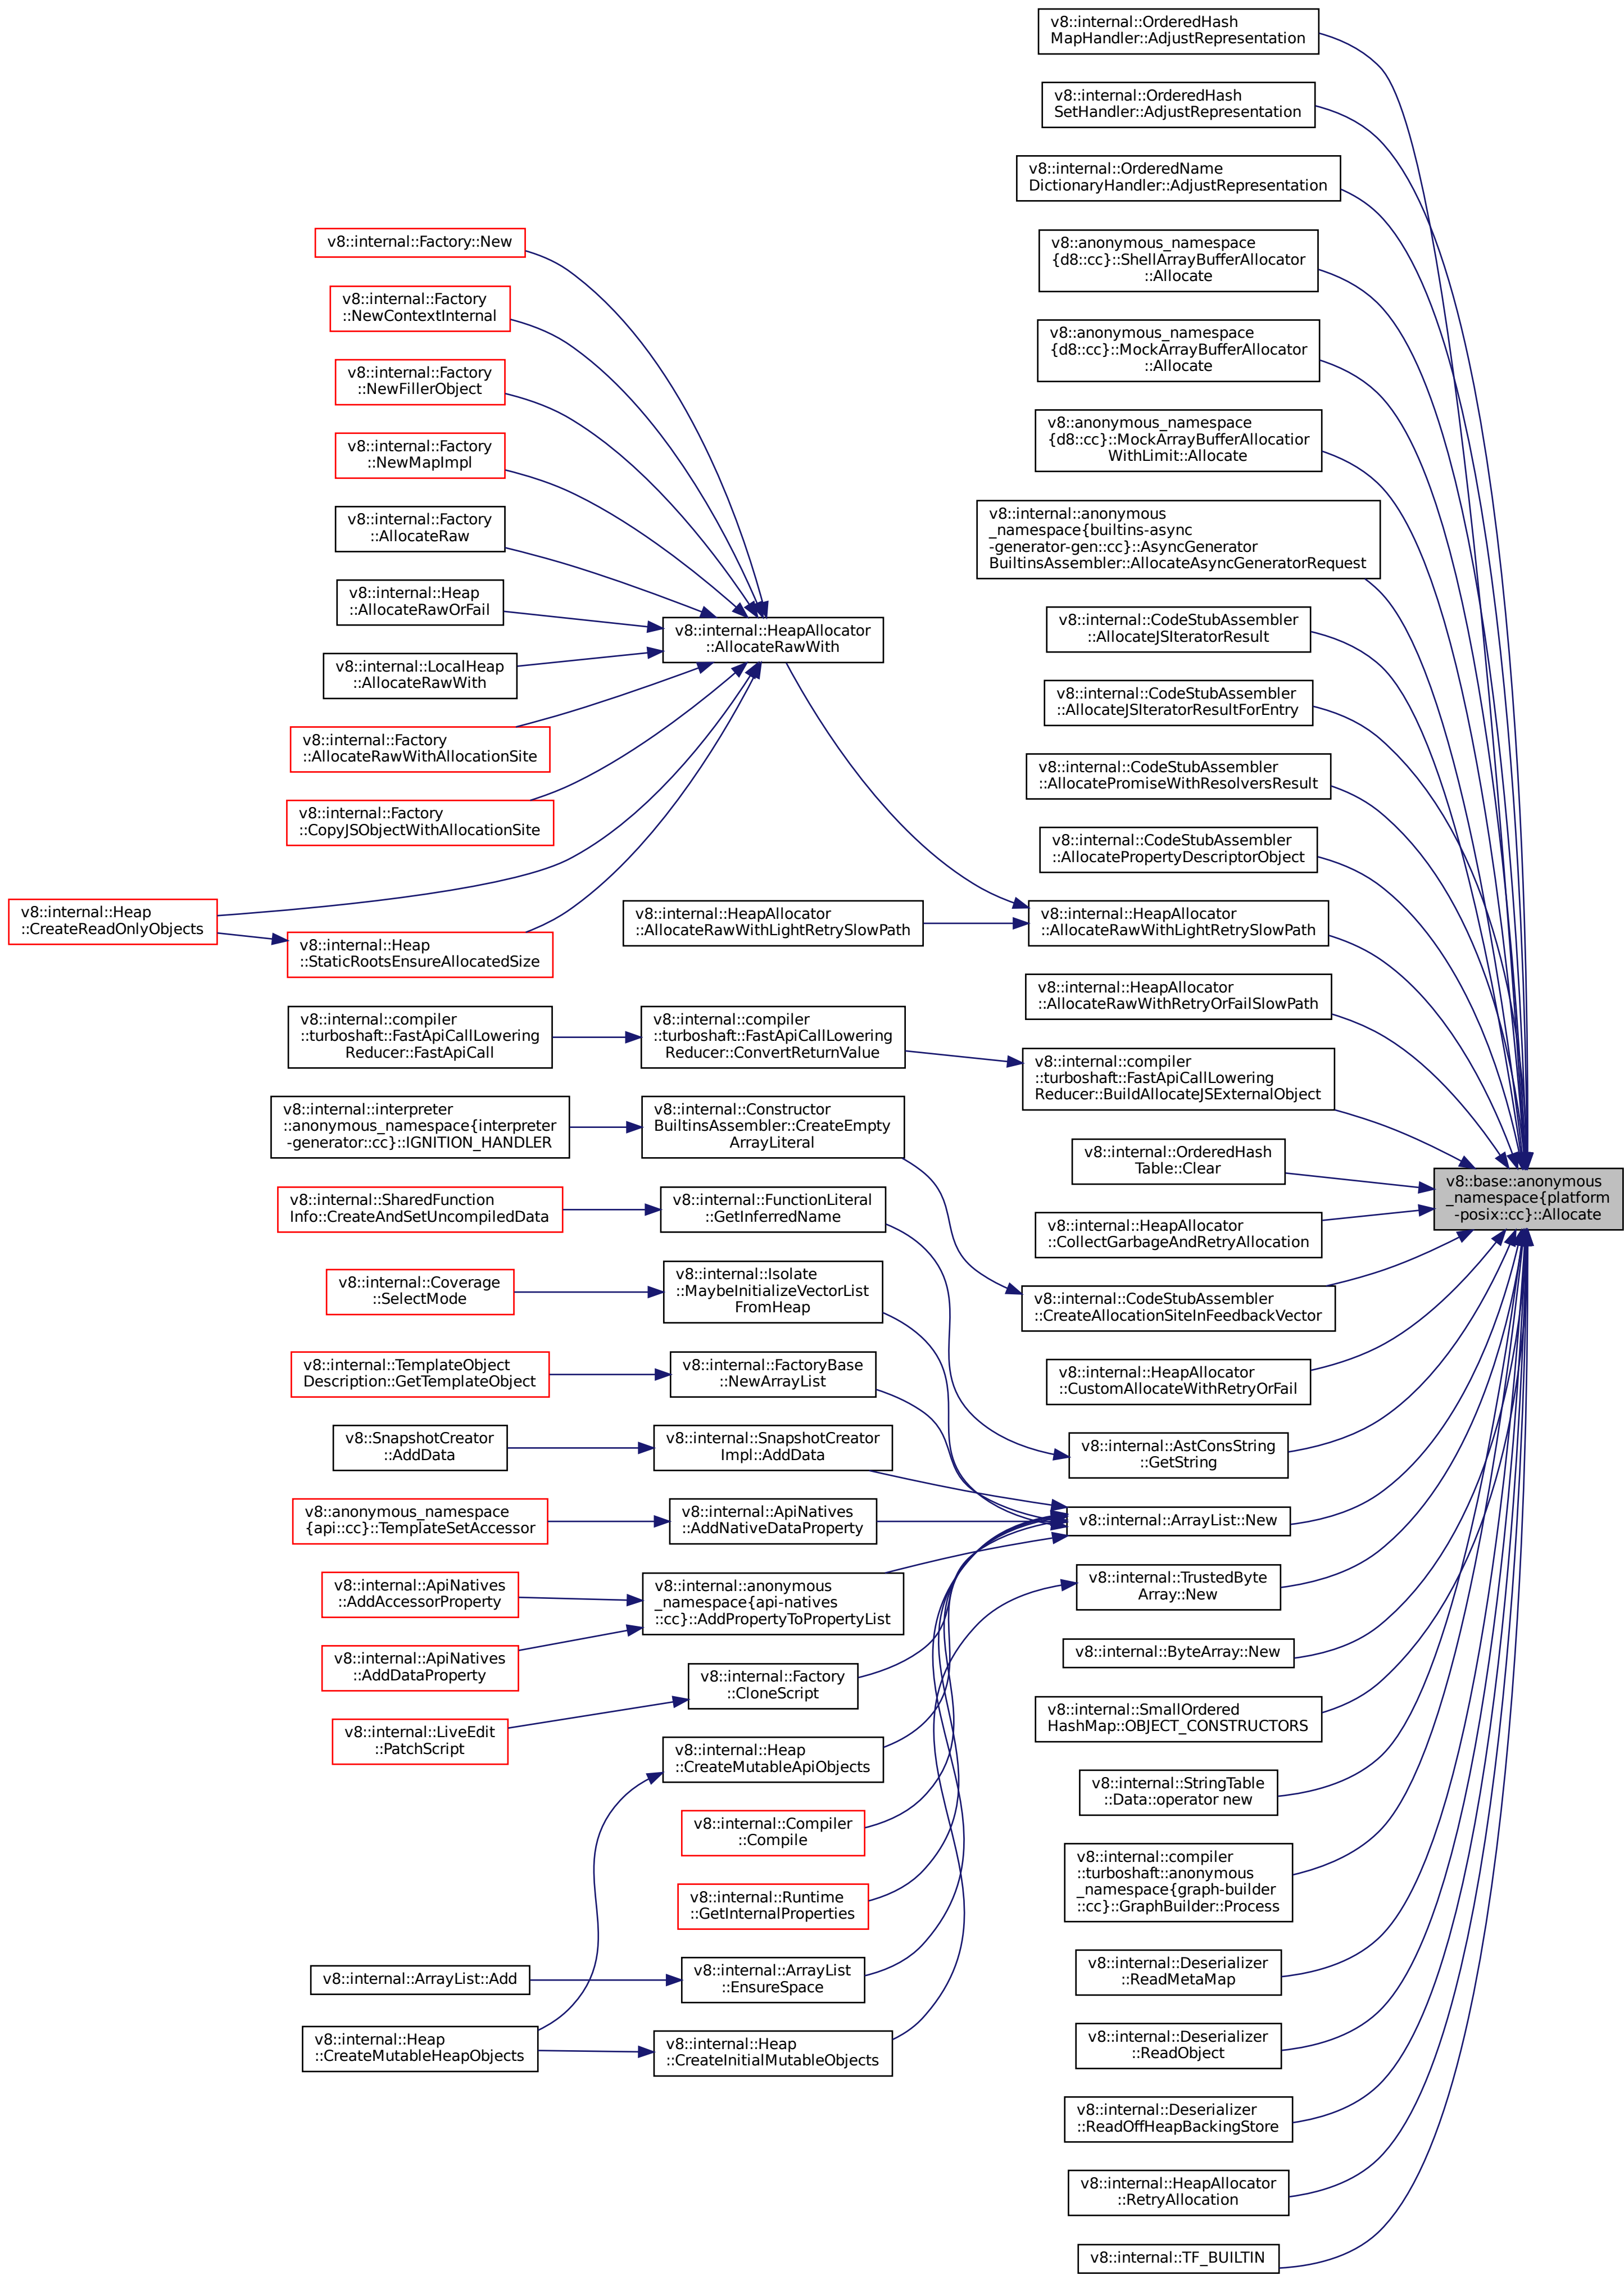 v8::internal::OrderedHash
MapHandler::AdjustRepresentation
v8::internal::OrderedHash
SetHandler::AdjustRepresentation
v8::internal::OrderedName
DictionaryHandler::AdjustRepresentation
v8::anonymous_namespace
{d8::cc}::ShellArrayBufferAllocator
::Allocate
v8::anonymous_namespace
{d8::cc}::MockArrayBufferAllocator
::Allocate
v8::anonymous_namespace
{d8::cc}::MockArrayBufferAllocatior
WithLimit::Allocate
v8::internal::anonymous
_namespace{builtins-async
-generator-gen::cc}::AsyncGenerator
BuiltinsAssembler::AllocateAsyncGeneratorRequest
v8::internal::CodeStubAssembler
::AllocateJSIteratorResult
v8::internal::CodeStubAssembler
::AllocateJSIteratorResultForEntry
v8::internal::CodeStubAssembler
::AllocatePromiseWithResolversResult
v8::internal::CodeStubAssembler
::AllocatePropertyDescriptorObject
v8::internal::HeapAllocator
::AllocateRawWithLightRetrySlowPath
v8::internal::HeapAllocator
::AllocateRawWithRetryOrFailSlowPath
v8::internal::compiler
::turboshaft::FastApiCallLowering
Reducer::BuildAllocateJSExternalObject
v8::internal::OrderedHash
Table::Clear
v8::internal::HeapAllocator
::CollectGarbageAndRetryAllocation
v8::internal::CodeStubAssembler
::CreateAllocationSiteInFeedbackVector
v8::internal::HeapAllocator
::CustomAllocateWithRetryOrFail
v8::internal::AstConsString
::GetString
v8::internal::ArrayList::New
v8::internal::TrustedByte
Array::New
v8::internal::ByteArray::New
v8::internal::SmallOrdered
HashMap::OBJECT_CONSTRUCTORS
v8::internal::StringTable
::Data::operator new
v8::internal::compiler
::turboshaft::anonymous
_namespace{graph-builder
::cc}::GraphBuilder::Process
v8::internal::Deserializer
::ReadMetaMap
v8::internal::Deserializer
::ReadObject
v8::internal::Deserializer
::ReadOffHeapBackingStore
v8::internal::HeapAllocator
::RetryAllocation
v8::internal::TF_BUILTIN
v8::base::anonymous
_namespace{platform
-posix::cc}::Allocate
v8::internal::HeapAllocator
::AllocateRawWith
v8::internal::HeapAllocator
::AllocateRawWithLightRetrySlowPath
v8::internal::compiler
::turboshaft::FastApiCallLowering
Reducer::ConvertReturnValue
v8::internal::Constructor
BuiltinsAssembler::CreateEmpty
ArrayLiteral
v8::internal::FunctionLiteral
::GetInferredName
v8::internal::Isolate
::MaybeInitializeVectorList
FromHeap
v8::internal::FactoryBase
::NewArrayList
v8::internal::SnapshotCreator
Impl::AddData
v8::internal::ApiNatives
::AddNativeDataProperty
v8::internal::anonymous
_namespace{api-natives
::cc}::AddPropertyToPropertyList
v8::internal::Factory
::CloneScript
v8::internal::Heap
::CreateMutableApiObjects
v8::internal::Compiler
::Compile
v8::internal::Runtime
::GetInternalProperties
v8::internal::ArrayList
::EnsureSpace
v8::internal::Heap
::CreateInitialMutableObjects
v8::internal::Factory::New
v8::internal::Factory
::NewContextInternal
v8::internal::Factory
::NewFillerObject
v8::internal::Factory
::NewMapImpl
v8::internal::Factory
::AllocateRaw
v8::internal::Heap
::AllocateRawOrFail
v8::internal::LocalHeap
::AllocateRawWith
v8::internal::Factory
::AllocateRawWithAllocationSite
v8::internal::Factory
::CopyJSObjectWithAllocationSite
v8::internal::Heap
::CreateReadOnlyObjects
v8::internal::Heap
::StaticRootsEnsureAllocatedSize
v8::internal::compiler
::turboshaft::FastApiCallLowering
Reducer::FastApiCall
v8::internal::interpreter
::anonymous_namespace{interpreter
-generator::cc}::IGNITION_HANDLER
v8::internal::SharedFunction
Info::CreateAndSetUncompiledData
v8::internal::Coverage
::SelectMode
v8::internal::TemplateObject
Description::GetTemplateObject
v8::SnapshotCreator
::AddData
v8::anonymous_namespace
{api::cc}::TemplateSetAccessor
v8::internal::ApiNatives
::AddAccessorProperty
v8::internal::ApiNatives
::AddDataProperty
v8::internal::LiveEdit
::PatchScript
v8::internal::ArrayList::Add
v8::internal::Heap
::CreateMutableHeapObjects